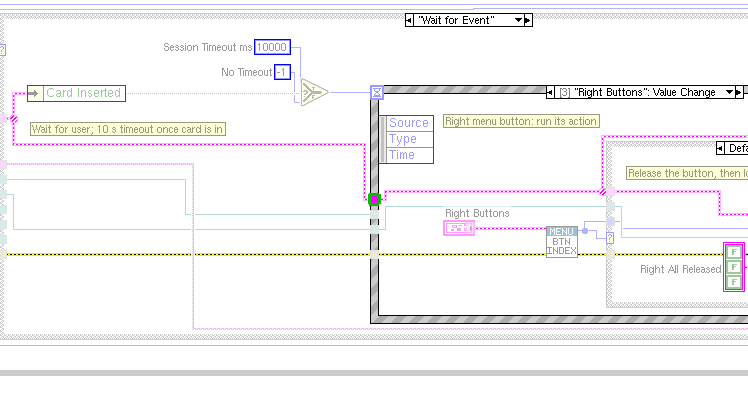 "Wait for Event"
Session Timeout ms 10000
No Timeout -1
Card Inserted
[3] "Right Buttons": Value Change
Wait for user; 10 s timeout once card is in
Source
Type
Time
Right menu button: run its action
Release the button, then
Right Buttons
MENU
BTN
INDEX
?
Right All Released
F
F
F